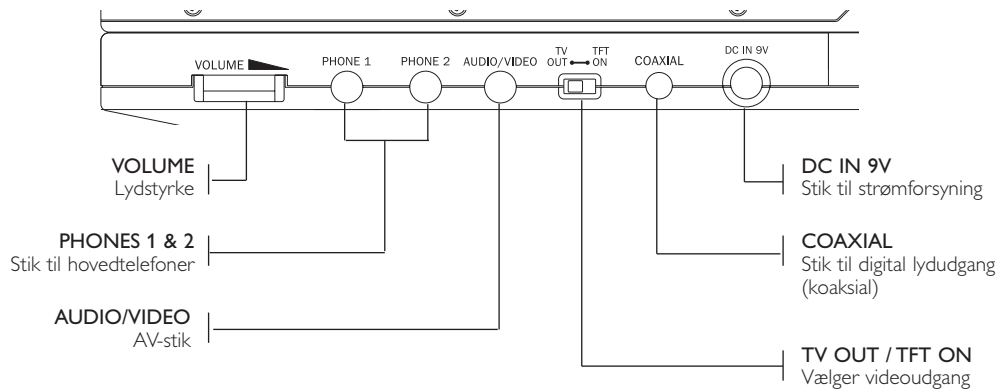 VOLUME
PHONE 1
PHONE 2
AUDIO/VIDEO
TV OUT
TFT ON
COAXIAL
DC IN 9V
VOLUME
Lydstyrke
PHONES 1 & 2
Stik til hovedtelefoner
AUDIO/VIDEO
AV-stik
DC IN 9V
Stik til strømforsyning
COAXIAL
Stik til digital lydudgang
(koaksial)
TV OUT / TFT ON
Vælger videoudgang